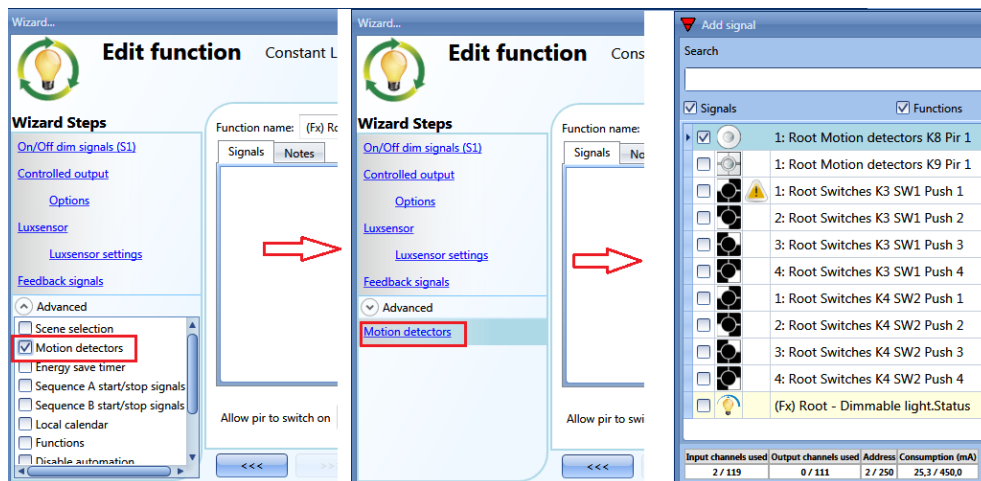 Wizard...
Edit function Constant L
Wizard Steps
On/Off dim signals (S1)
Controlled output
Options
Luxsensor
Luxsensor settings
Feedback signals
Advanced
Scene selection
Motion detectors
Energy save timer
Sequence A start/stop signals
Sequence B start/stop signals
Local calendar
Functions
Disable automation
Function name: (Fx) Ro
Signals Notes
Allow pir to switch on
<<< >>
Wizard...
Edit function Cons
Wizard Steps
On/Off dim signals (S1)
Controlled output
Options
Luxsensor
Luxsensor settings
Feedback signals
Advanced
Motion detectors
Function name:
Signals No
Allow pir to swi
<<<
Add signal
Search
Signals Functions
1: Root Motion detectors K8 Pir 1
1: Root Motion detectors K9 Pir 1
1: Root Switches K3 SW1 Push 1
2: Root Switches K3 SW1 Push 2
3: Root Switches K3 SW1 Push 3
4: Root Switches K3 SW1 Push 4
1: Root Switches K4 SW2 Push 1
2: Root Switches K4 SW2 Push 2
3: Root Switches K4 SW2 Push 3
4: Root Switches K4 SW2 Push 4
(Fx) Root - Dimmable light.Status
Input channels used Output channels used Address Consumption (mA)
2 / 119 0 / 111 2 / 250 25,3 / 450,0